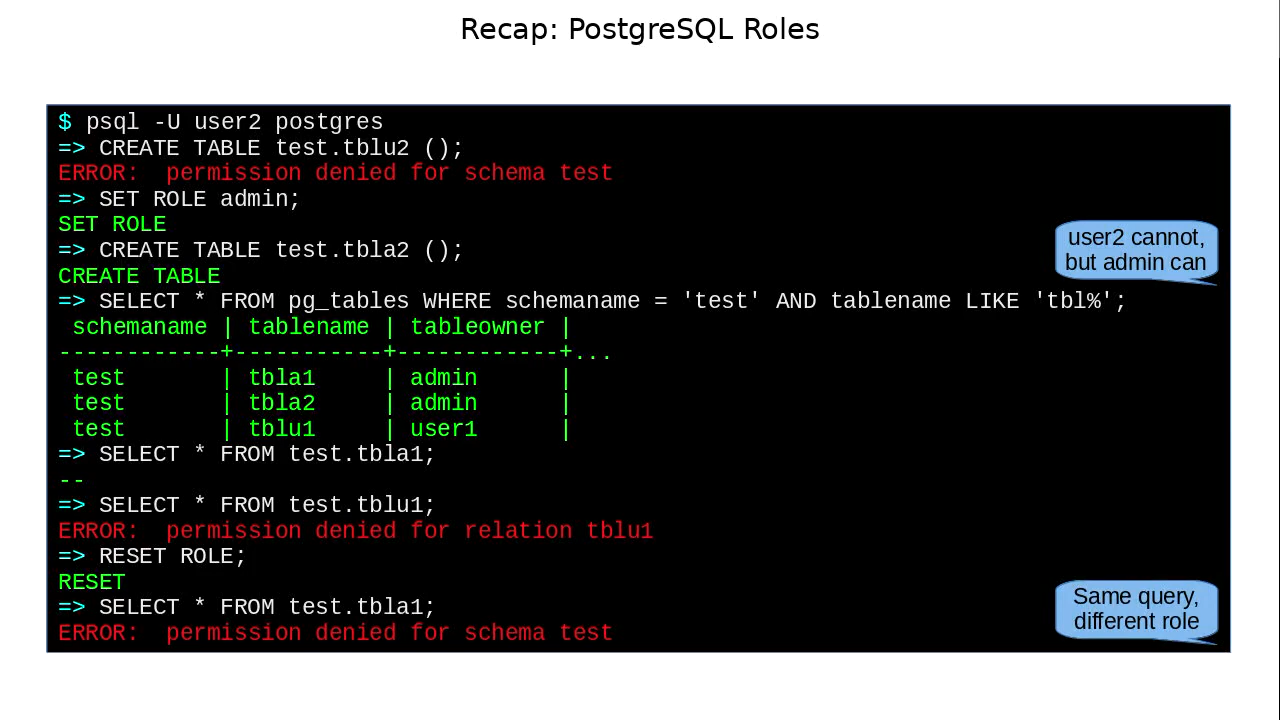 Recap: PostgreSQL Roles
$ psql -U user2 postgres
=> CREATE TABLE test.tblu2 ();
ERROR:  permission denied for schema test
=> SET ROLE admin;
SET ROLE
=> CREATE TABLE test.tbla2 ();
CREATE TABLE
user2 cannot,
but admin can
=> SELECT * FROM pg_tables WHERE schemaname = 'test' AND tablename LIKE 'tbl%';
 schemaname | tablename | tableowner |
------------+-----------+------------+...
 test       | tbla1     | admin      |
 test       | tbla2     | admin      |
 test       | tblu1     | user1      |
=> SELECT * FROM test.tbla1;
--
=> SELECT * FROM test.tblu1;
ERROR:  permission denied for relation tblu1
=> RESET ROLE;
RESET
=> SELECT * FROM test.tbla1;
ERROR:  permission denied for schema test
Same query,
different role